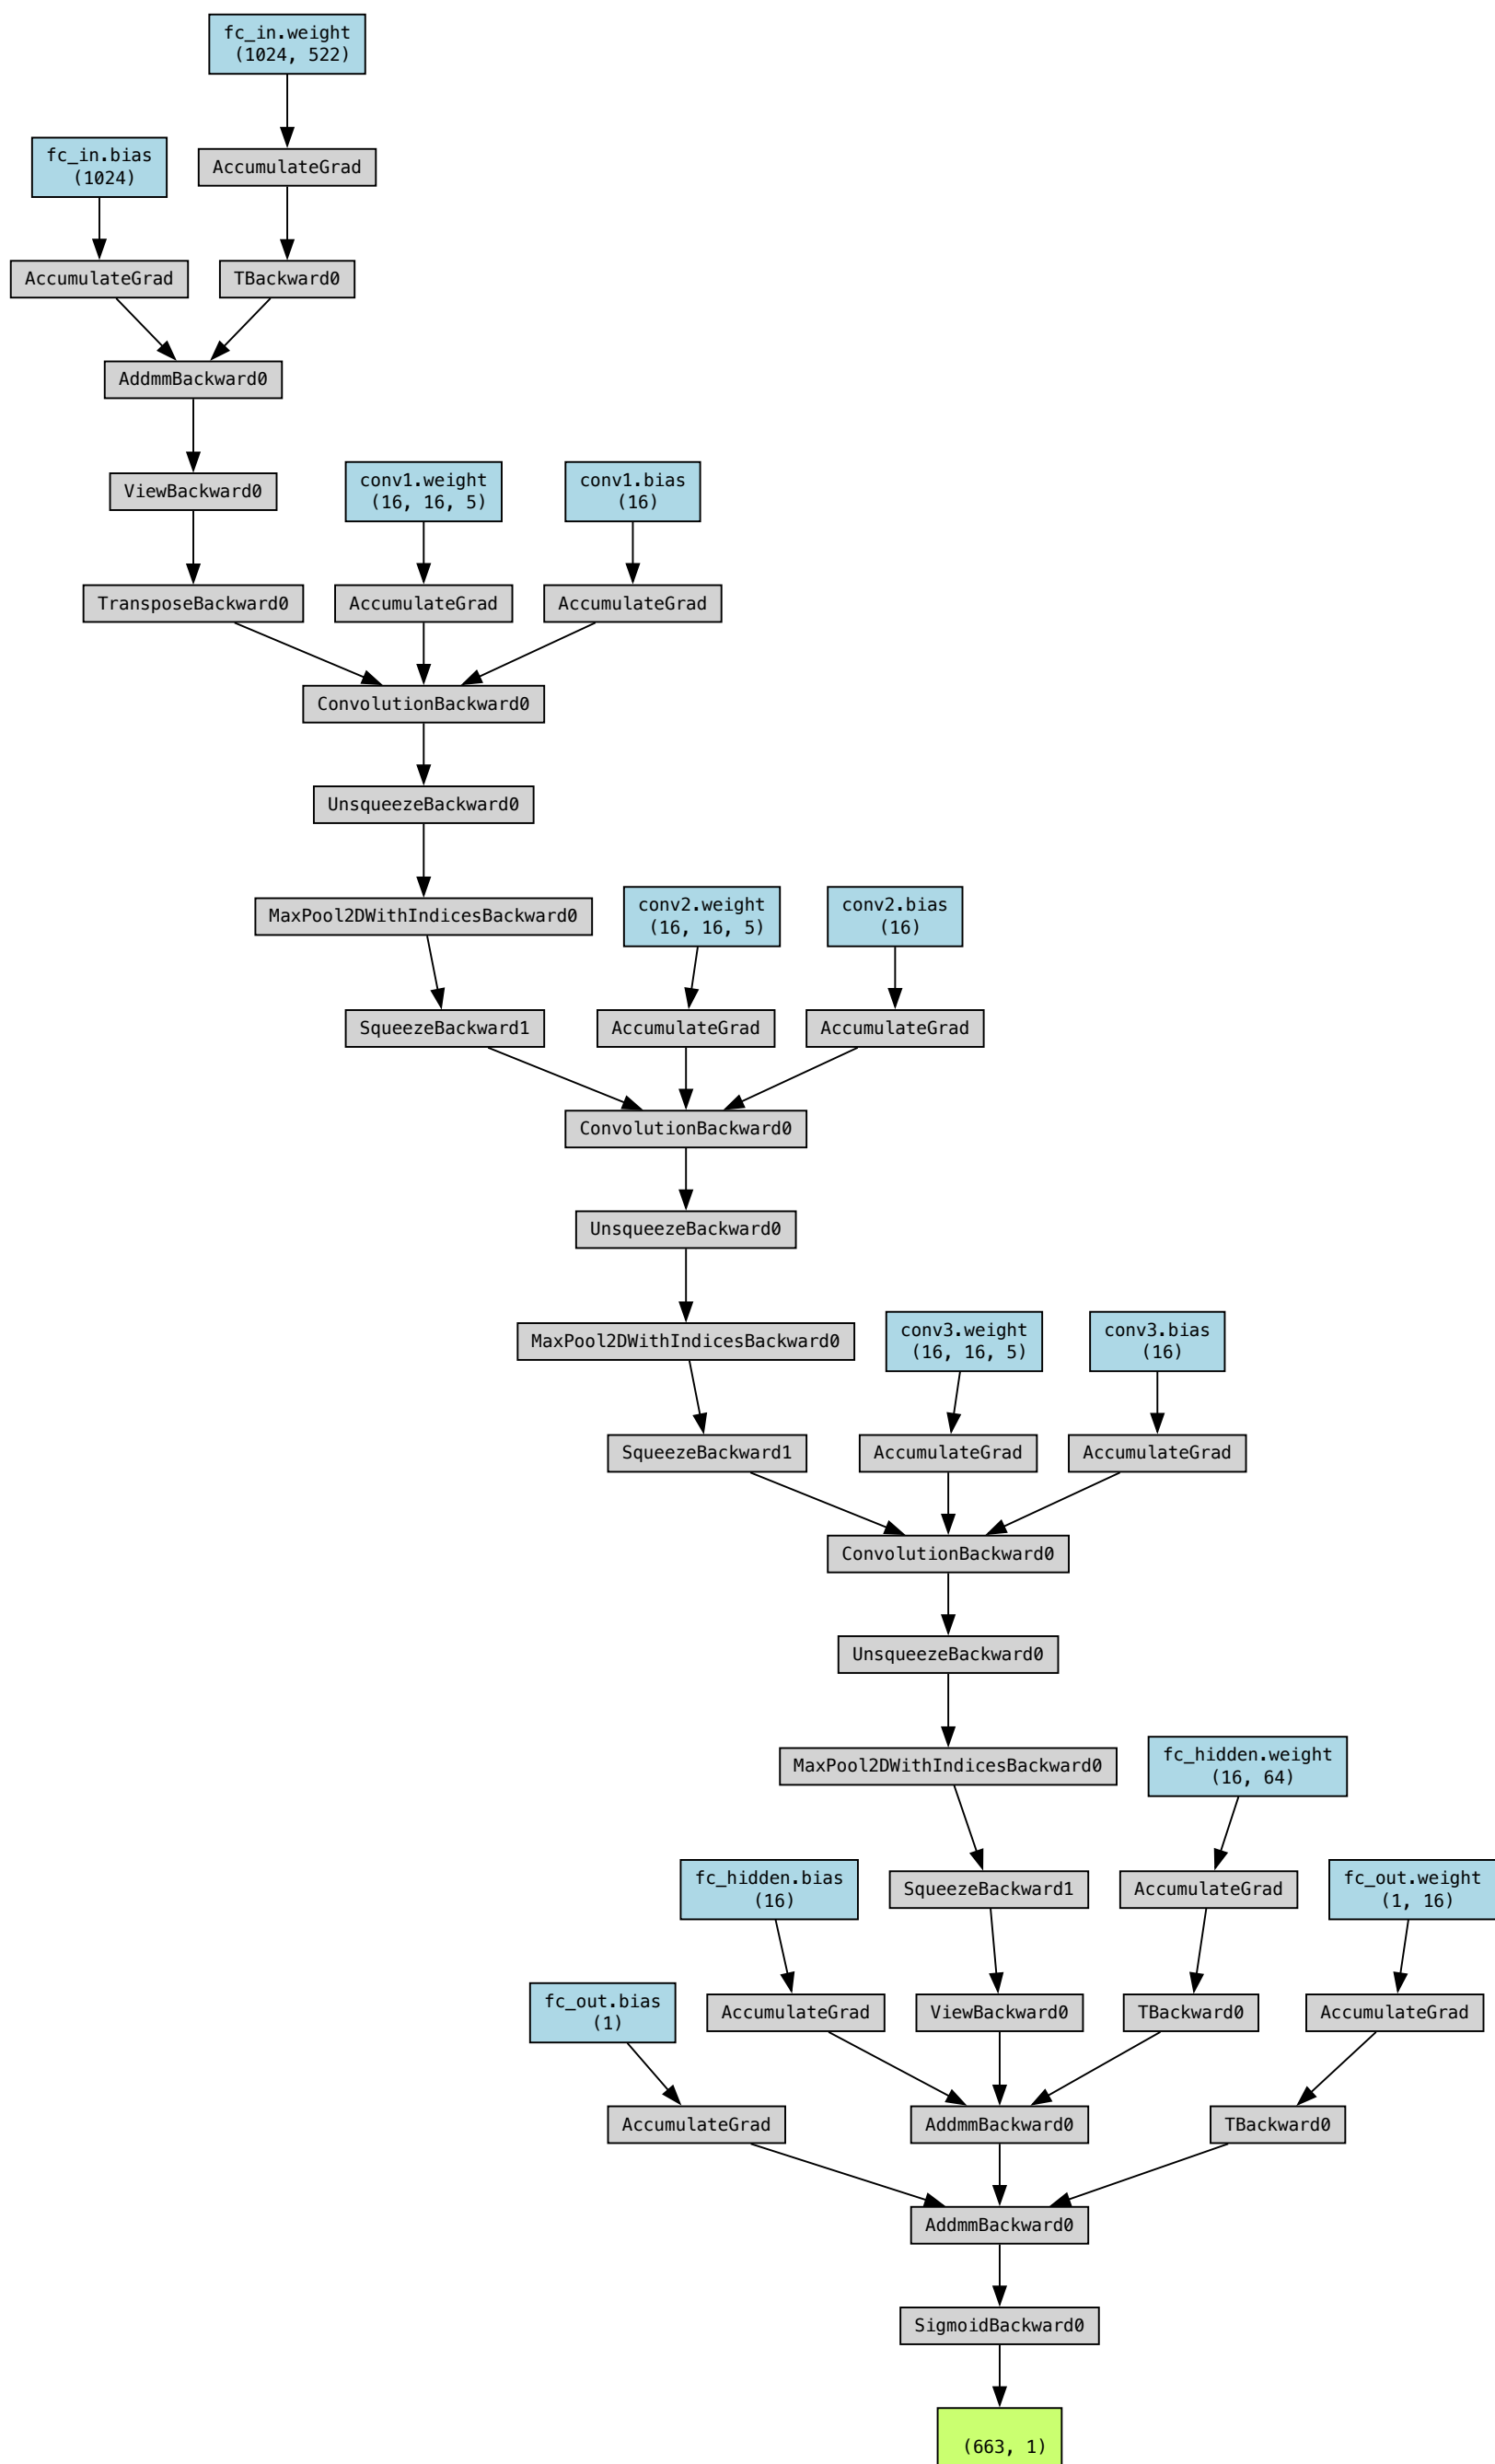 fc_in.weight
(1024, 522)
fc_in.bias
(1024)
AccumulateGrad
AccumulateGrad
TBackward0
AddmmBackward0
ViewBackward0
conv1.weight
(16, 16, 5)
conv1.bias
(16)
TransposeBackward0
AccumulateGrad
AccumulateGrad
ConvolutionBackward0
UnsqueezeBackward0
MaxPool2DWithIndicesBackward0
conv2.weight
(16, 16, 5)
conv2.bias
(16)
SqueezeBackward1
AccumulateGrad
AccumulateGrad
ConvolutionBackward0
UnsqueezeBackward0
MaxPool2DWithIndicesBackward0
conv3.weight
(16, 16, 5)
conv3.bias
(16)
SqueezeBackward1
AccumulateGrad
AccumulateGrad
ConvolutionBackward0
UnsqueezeBackward0
MaxPool2DWithIndicesBackward0
fc_hidden.weight
(16, 64)
fc_hidden.bias
(16)
SqueezeBackward1
AccumulateGrad
fc_out.weight
(1, 16)
fc_out.bias
(1)
AccumulateGrad
ViewBackward0
TBackward0
AccumulateGrad
AccumulateGrad
AddmmBackward0
TBackward0
AddmmBackward0
SigmoidBackward0
(663, 1)